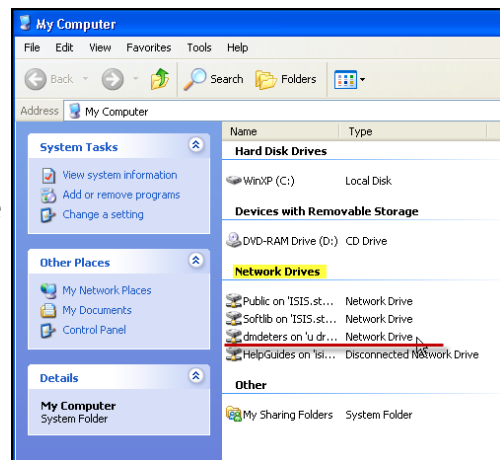 My Computer
File Edit View Favorites Tools Help
Back Search Folders
Address My Computer
System Tasks
View system information
Add or remove programs
Change a setting
Other Places
My Network Places
My Documents
Control Panel
Details
My Computer
System Folder
Name Type
Hard Disk Drives
WinXP (C:) Local Disk
Devices with Removable Storage
DVD-RAM Drive (D:) CD Drive
Network Drives
Public on 'ISIS.st... Network Drive
Softlib on 'ISIS.st... Network Drive
dmdeters on 'u dr... Network Drive
HelpGuides on 'isi... Disconnected Network Drive
Other
My Sharing Folders System Folder